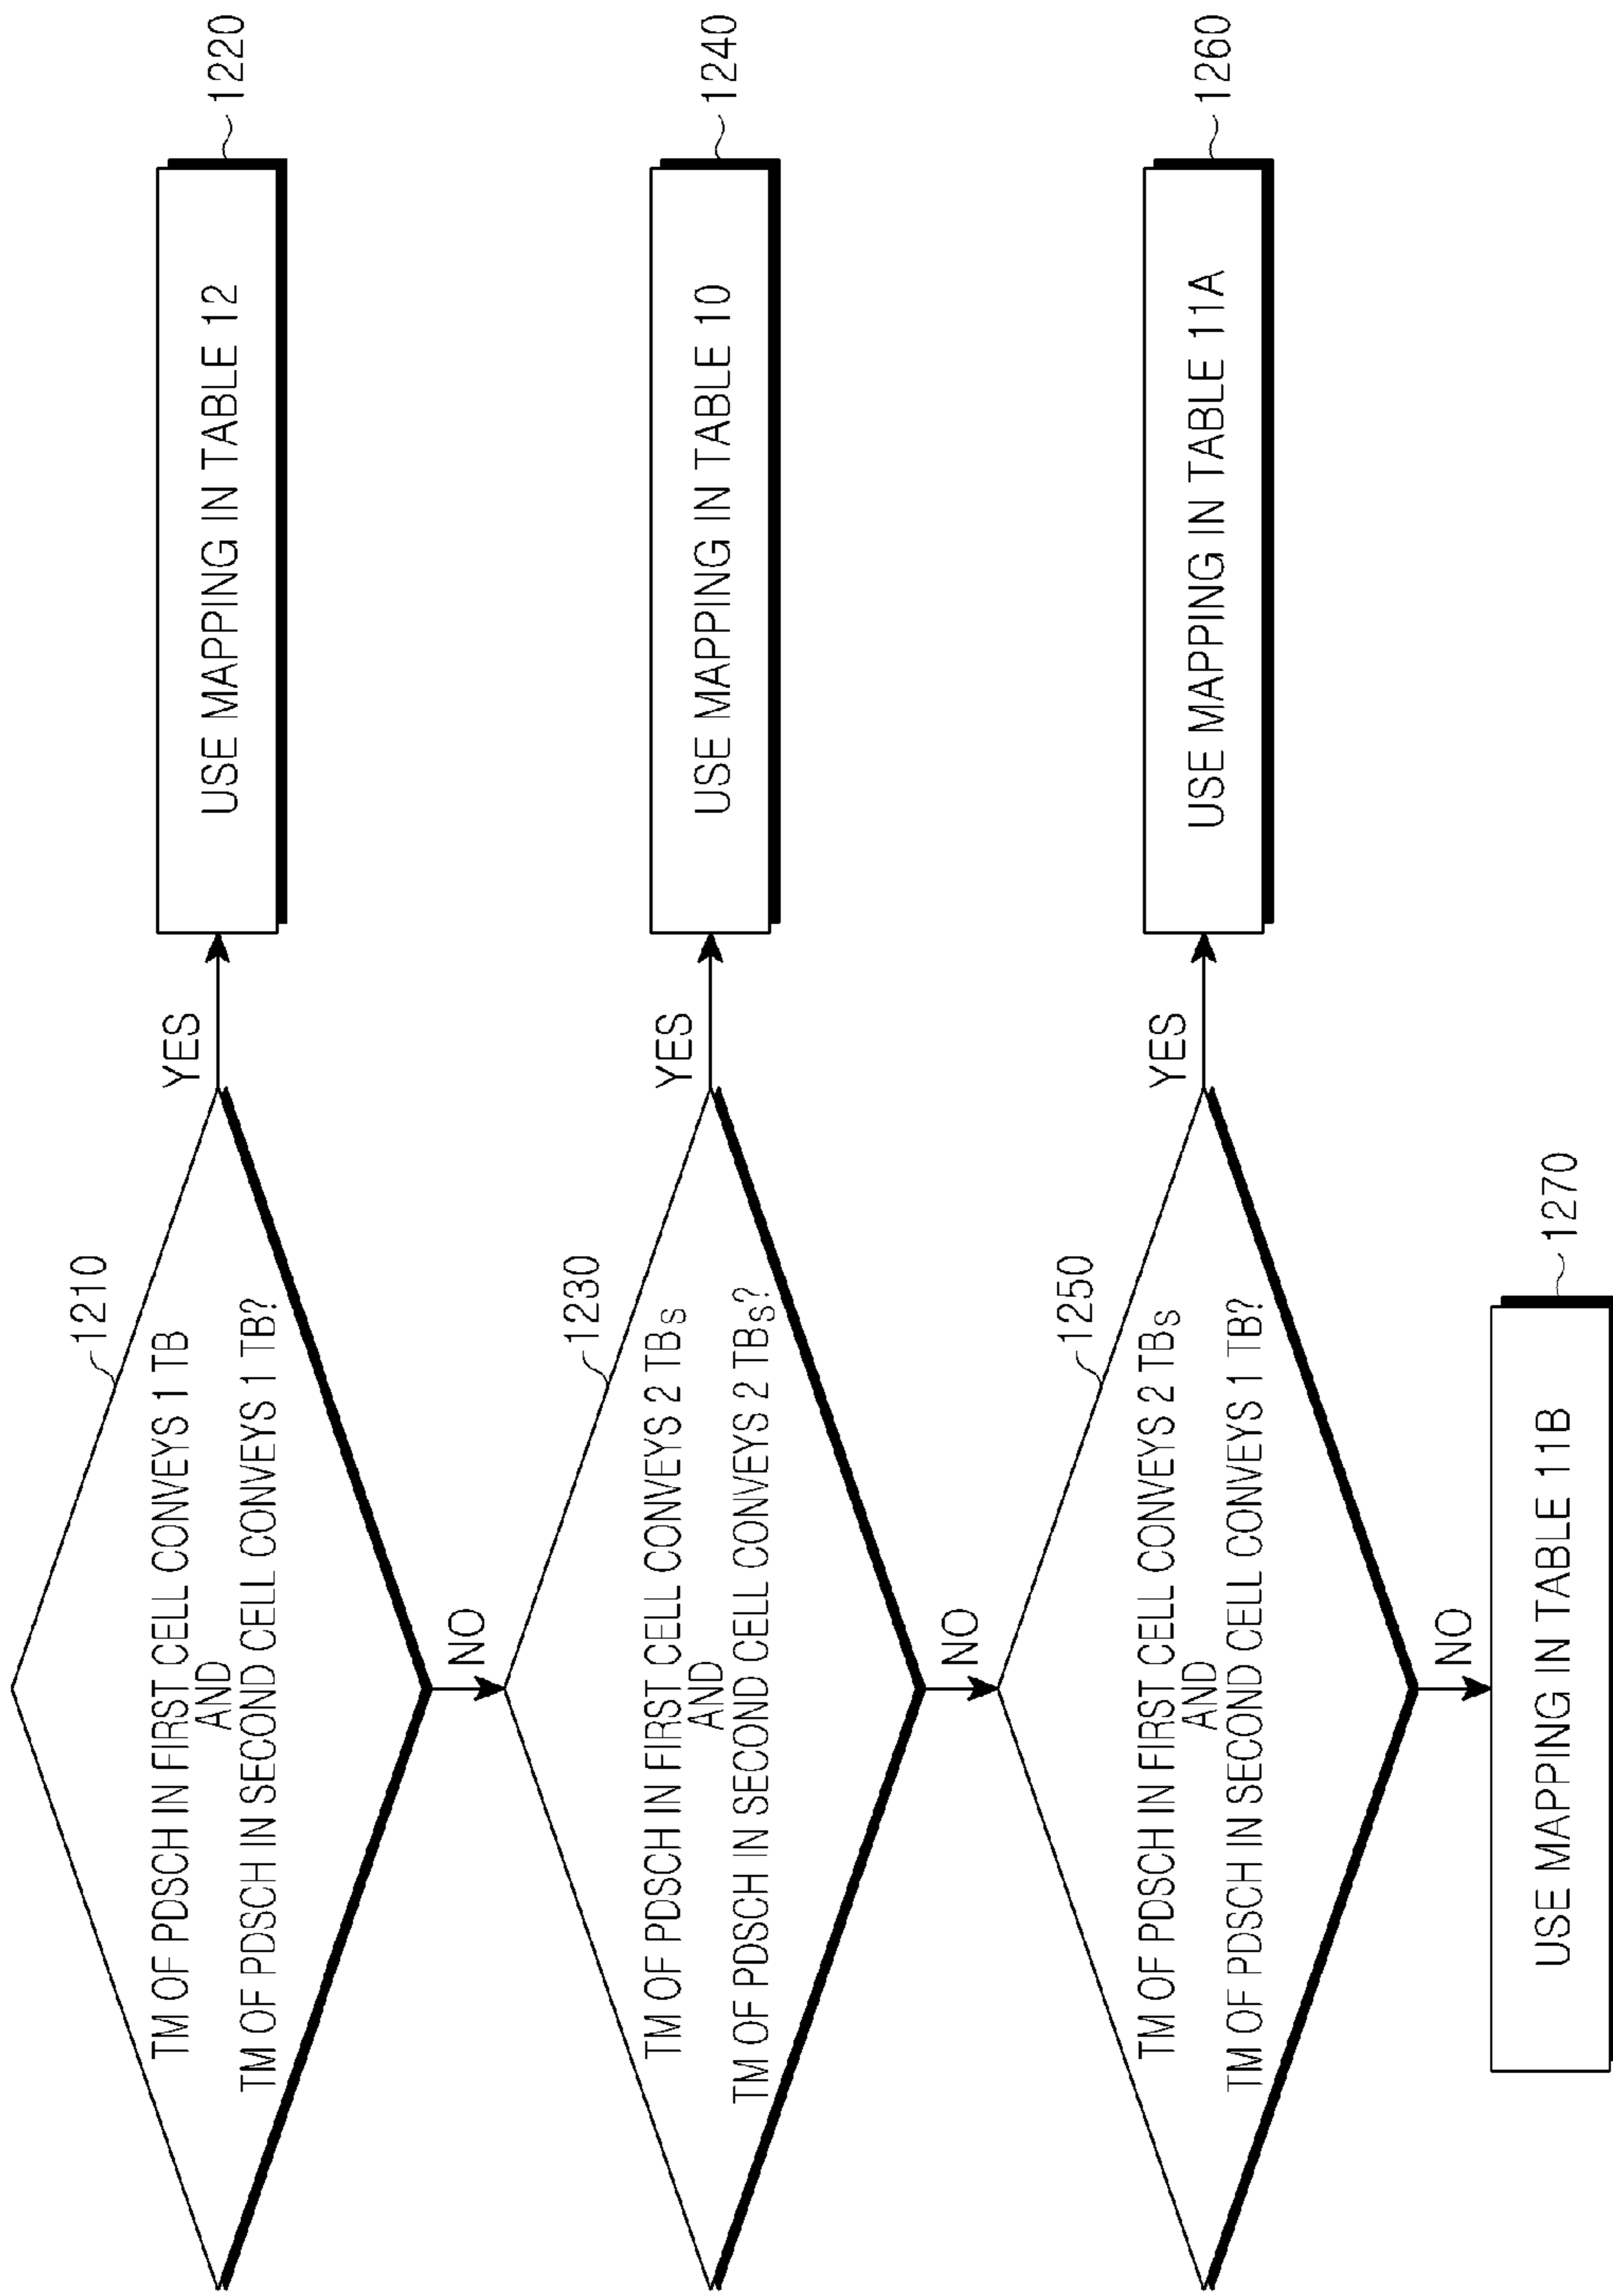 1210
TM OF PDSCH IN FIRST CELL CONVEYS 1 TB
AND
TM OF PDSCH IN SECOND CELL CONVEYS 1 TB?
YES
USE MAPPING IN TABLE 12
1220
NO
1230
TM OF PDSCH IN FIRST CELL CONVEYS 2 TBS
AND
TM OF PDSCH IN SECOND CELL CONVEYS 2 TBS?
YES
USE MAPPING IN TABLE 10
1240
NO
1250
TM OF PDSCH IN FIRST CELL CONVEYS 2 TBS
AND
TM OF PDSCH IN SECOND CELL CONVEYS 1 TB?
YES
USE MAPPING IN TABLE 11A
1260
NO
USE MAPPING IN TABLE 11B
1270